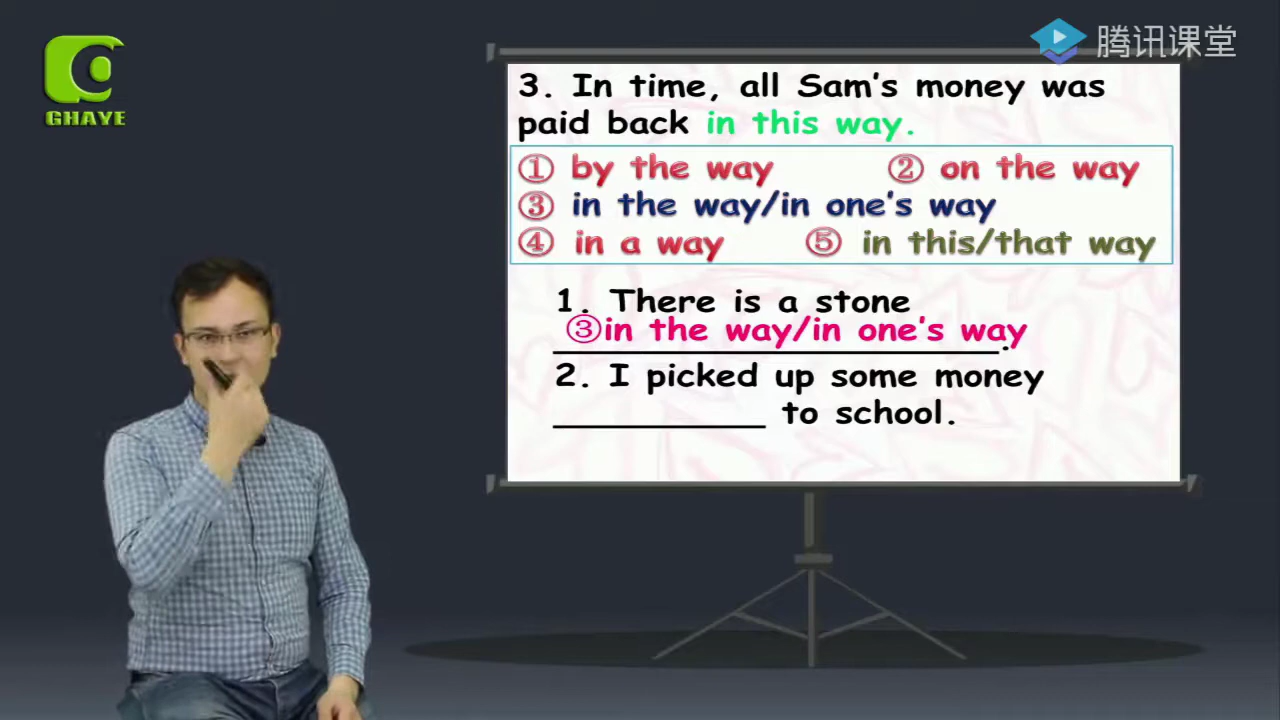 GHAYE
腾讯课堂
3. In time, all Sam's money was
paid back in this way.
① by the way ② on the way
③ in the way/in one's way
④ in a way ⑤ in this/that way
1. There is a stone
③in the way/in one's way
____________________.
2. I picked up some money
__________ to school.